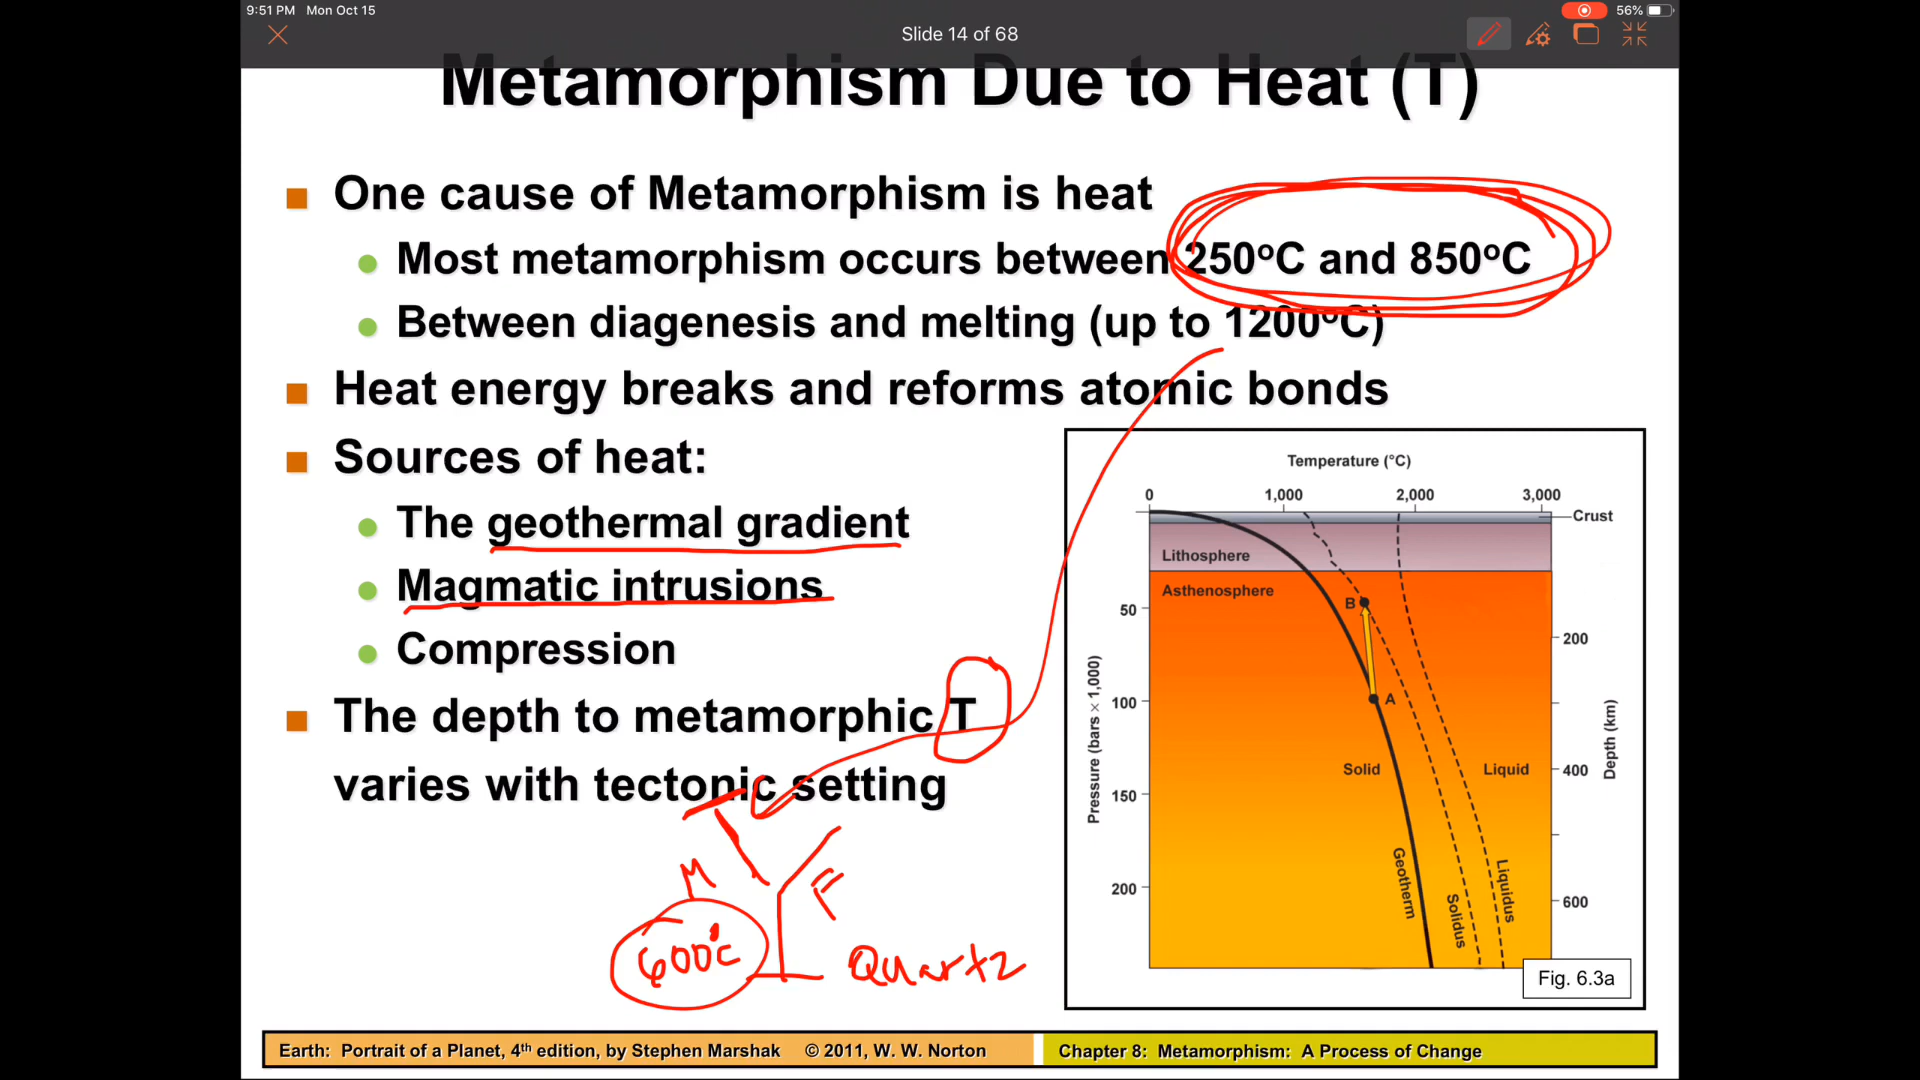 9:51 PM Mon Oct 15
56%
Slide 14 of 68
Metamorphism Due to Heat (T)
One cause of Metamorphism is heat
Most metamorphism occurs between 250°C and 850°C
Between diagenesis and melting (up to 1200°C)
Heat energy breaks and reforms atomic bonds
Sources of heat:
The geothermal gradient
Magmatic intrusions
Compression
The depth to metamorphic T
varies with tectonic setting
M
F
600°C
Quartz
Temperature (°C)
0 1,000 2,000 3,000
Crust
Lithosphere
Asthenosphere
B
50
200
A
100
Pressure (bars × 1,000)
Depth (km)
Solid
Liquid
400
150
Geotherm
Solidus
Liquidus
200
600
Fig. 6.3a
Earth: Portrait of a Planet, 4th edition, by Stephen Marshak © 2011, W. W. Norton
Chapter 8: Metamorphism: A Process of Change